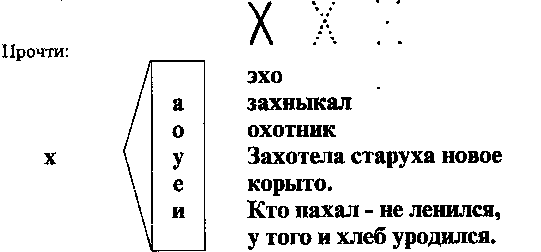 Х Х
Прочти:
эхо
а захныкал
о охотник
х у Захотела старуха новое
е корыто.
и Кто пахал - не ленился,
у того и хлеб уродился.